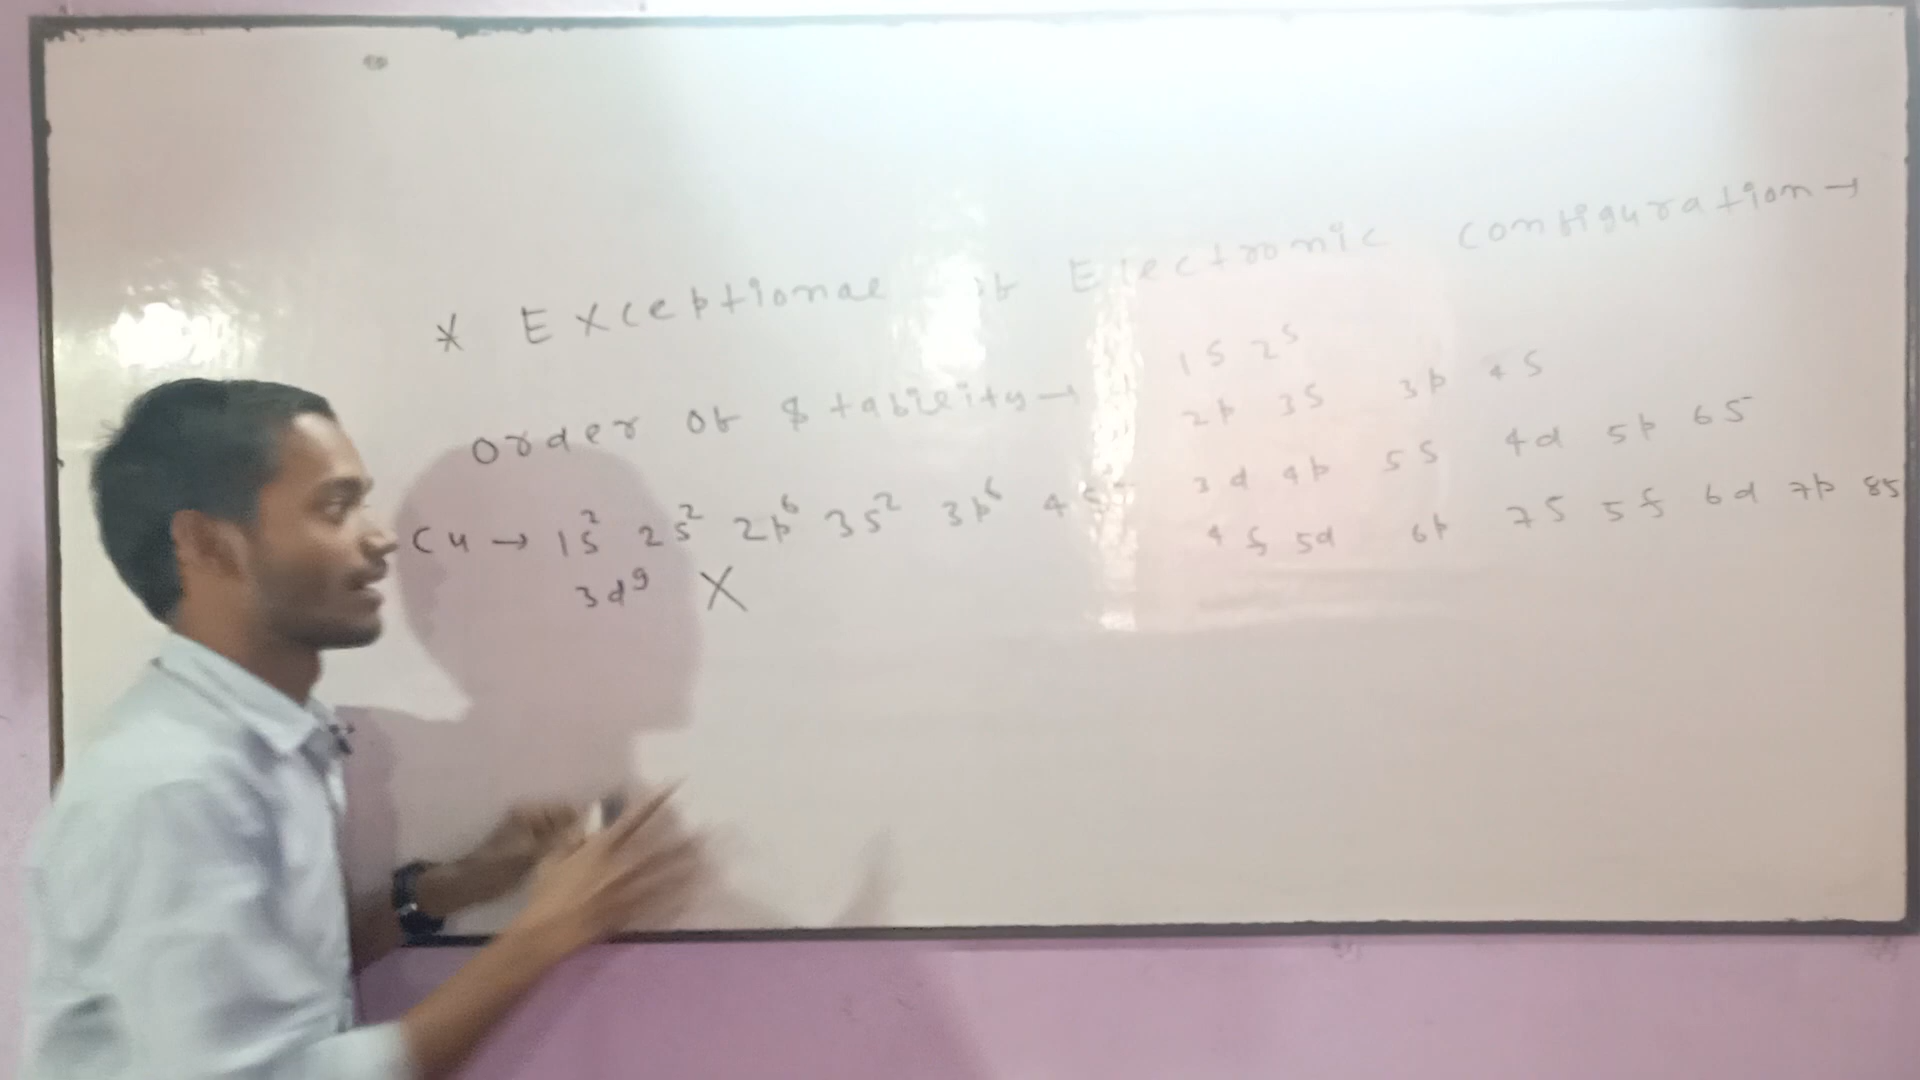 * Exceptional of Electronic configuration →
order of stability →
1s 2s
2p 3s 3p 4s
3d 4p 5s 4d 5p 6s
4f 5d 6p 7s 5f 6d 7p 8s
Cu → 1s² 2s² 2p⁶ 3s² 3p⁶ 4s
3d⁹ X